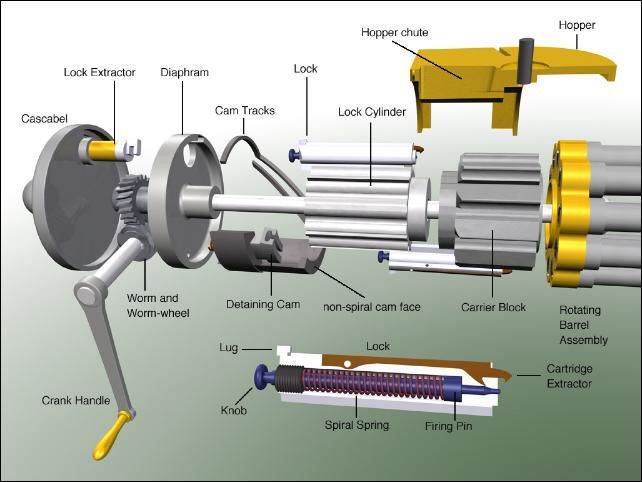 Hopper
Hopper chute
Lock Extractor
Diaphram
Lock
Cascabel
Cam Tracks
Lock Cylinder
Worm and
Worm-wheel
Detaining Cam
non-spiral cam face
Carrier Block
Rotating
Barrel
Assembly
Lug
Lock
Cartridge
Extractor
Crank Handle
Knob
Spiral Spring
Firing Pin